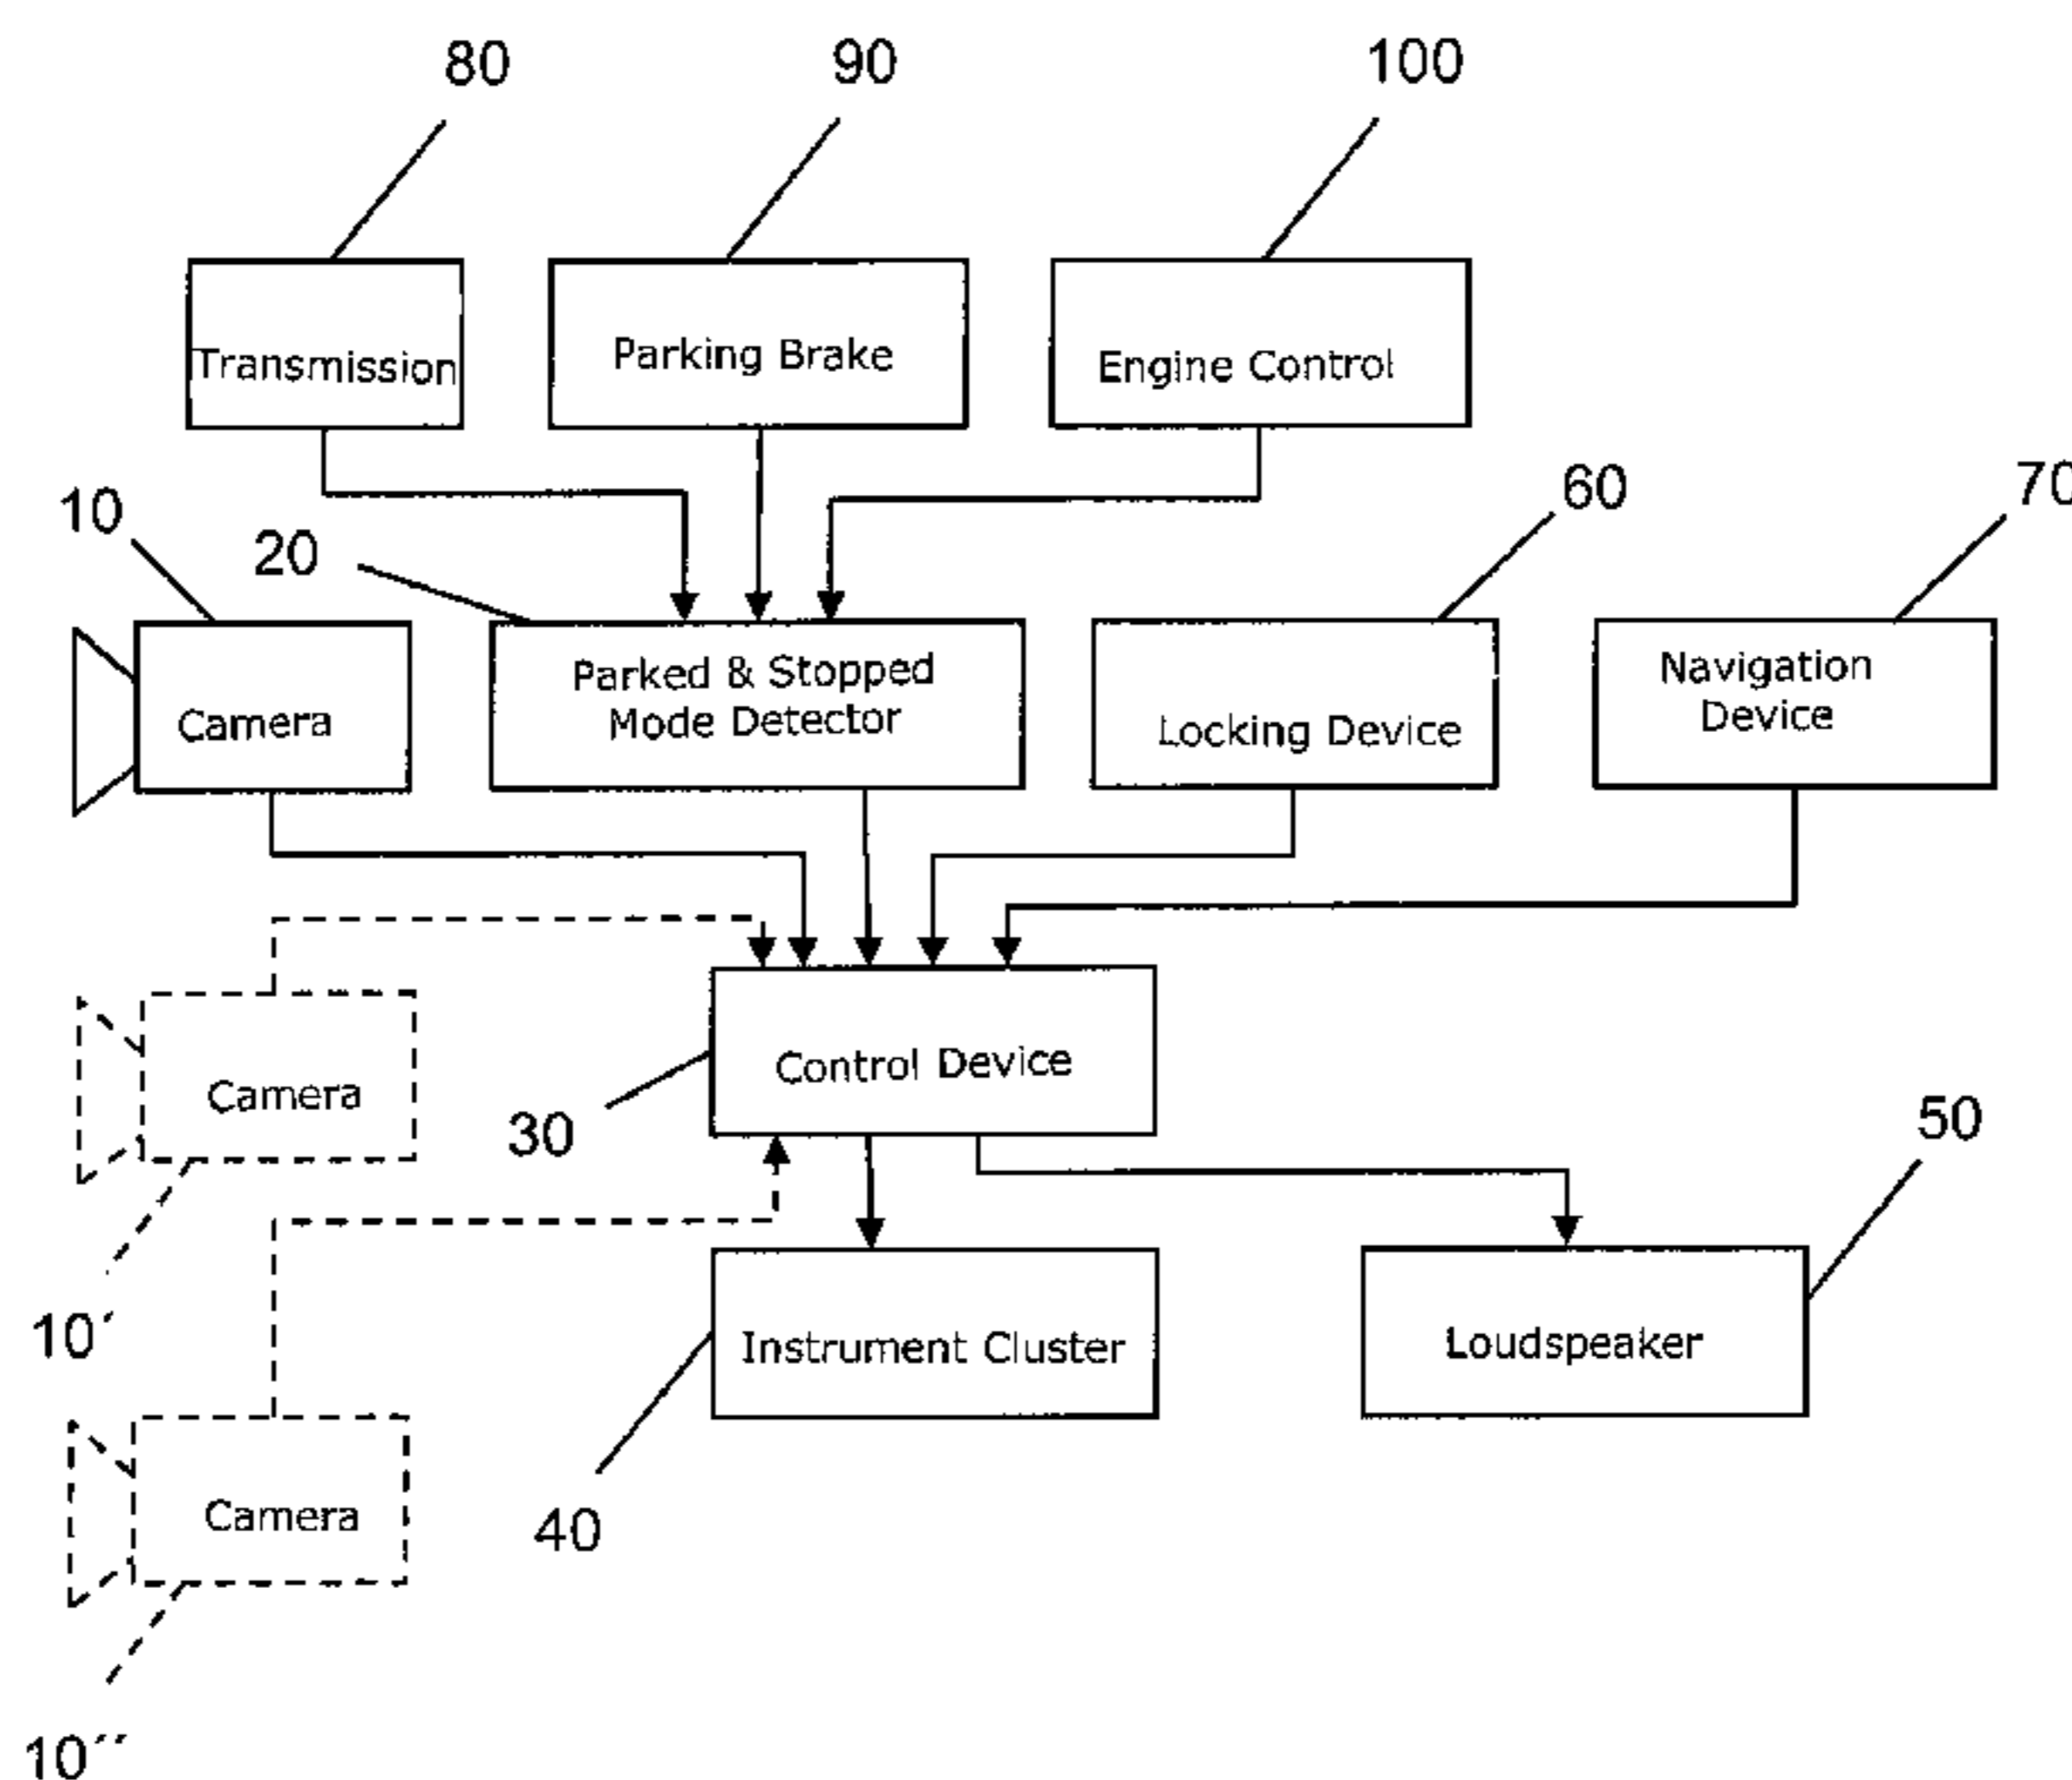 80
90
100
Transmission
Parking Brake
Engine Control
10
20
60
70
Camera
Parked & Stopped
Mode Detector
Locking Device
Navigation
Device
Camera
Control Device
30
50
10´
Instrument Cluster
Loudspeaker
Camera
40
10´´